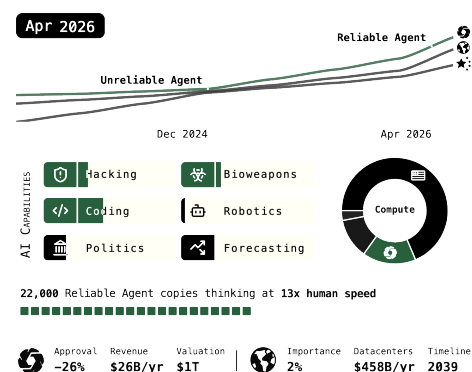 Apr 2026
Reliable Agent
Unreliable Agent
Dec 2024 Apr 2026
AI Capabilities
Hacking Bioweapons
Coding Robotics
Politics Forecasting
Compute
22,000 Reliable Agent copies thinking at 13x human speed
Approval Revenue Valuation Importance Datacenters Timeline
-26% $26B/yr $1T 2% $458B/yr 2039